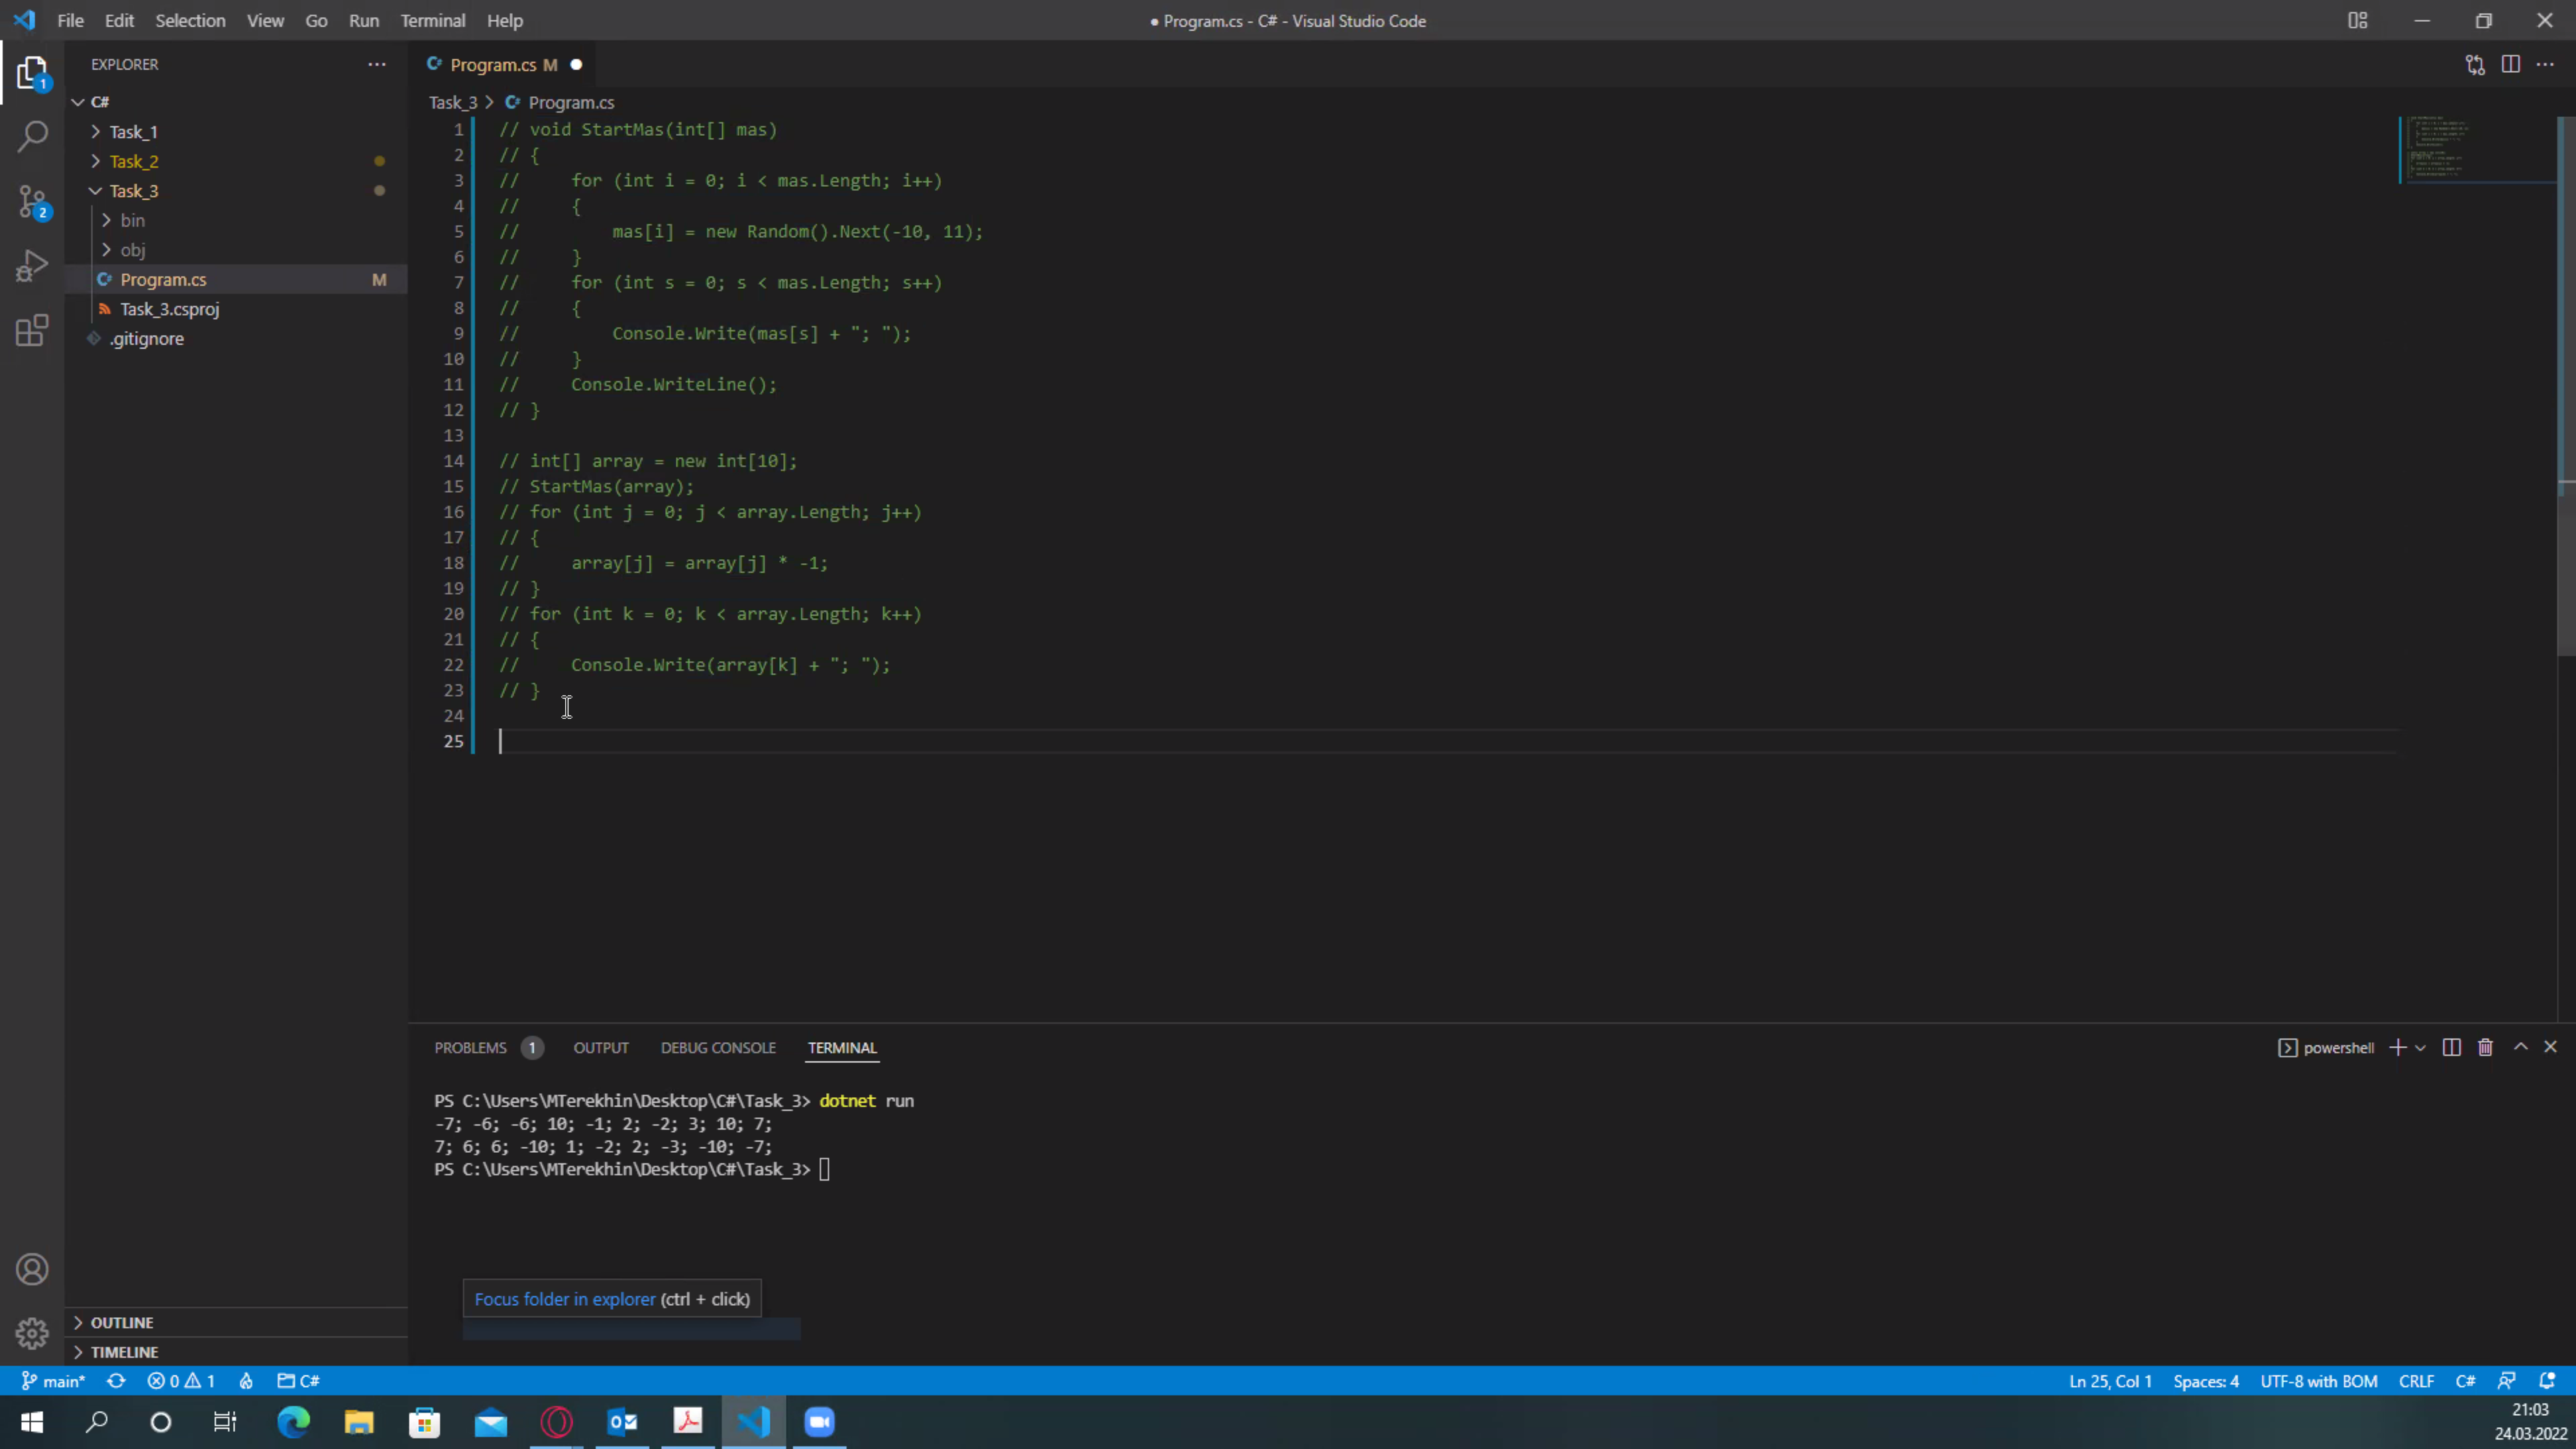 File Edit Selection View Go Run Terminal Help
● Program.cs - C# - Visual Studio Code
EXPLORER
C#
Task_1
Task_2
Task_3
bin
obj
Program.cs M
Task_3.csproj
.gitignore
OUTLINE
TIMELINE
1
2
Program.cs M
Task_3 > Program.cs
1 // void StartMas(int[] mas)
2 // {
3 //     for (int i = 0; i < mas.Length; i++)
4 //     {
5 //         mas[i] = new Random().Next(-10, 11);
6 //     }
7 //     for (int s = 0; s < mas.Length; s++)
8 //     {
9 //         Console.Write(mas[s] + "; ");
10 //     }
11 //     Console.WriteLine();
12 // }
13
14 // int[] array = new int[10];
15 // StartMas(array);
16 // for (int j = 0; j < array.Length; j++)
17 // {
18 //     array[j] = array[j] * -1;
19 // }
20 // for (int k = 0; k < array.Length; k++)
21 // {
22 //     Console.Write(array[k] + "; ");
23 // }
24
25
PROBLEMS 1 OUTPUT DEBUG CONSOLE TERMINAL
powershell
PS C:\Users\MTerekhin\Desktop\C#\Task_3> dotnet run
-7; -6; -6; 10; -1; 2; -2; 3; 10; 7;
7; 6; 6; -10; 1; -2; 2; -3; -10; -7;
PS C:\Users\MTerekhin\Desktop\C#\Task_3>
Focus folder in explorer (ctrl + click)
main* 0 1 C#
Ln 25, Col 1 Spaces: 4 UTF-8 with BOM CRLF C#
21:03
24.03.2022